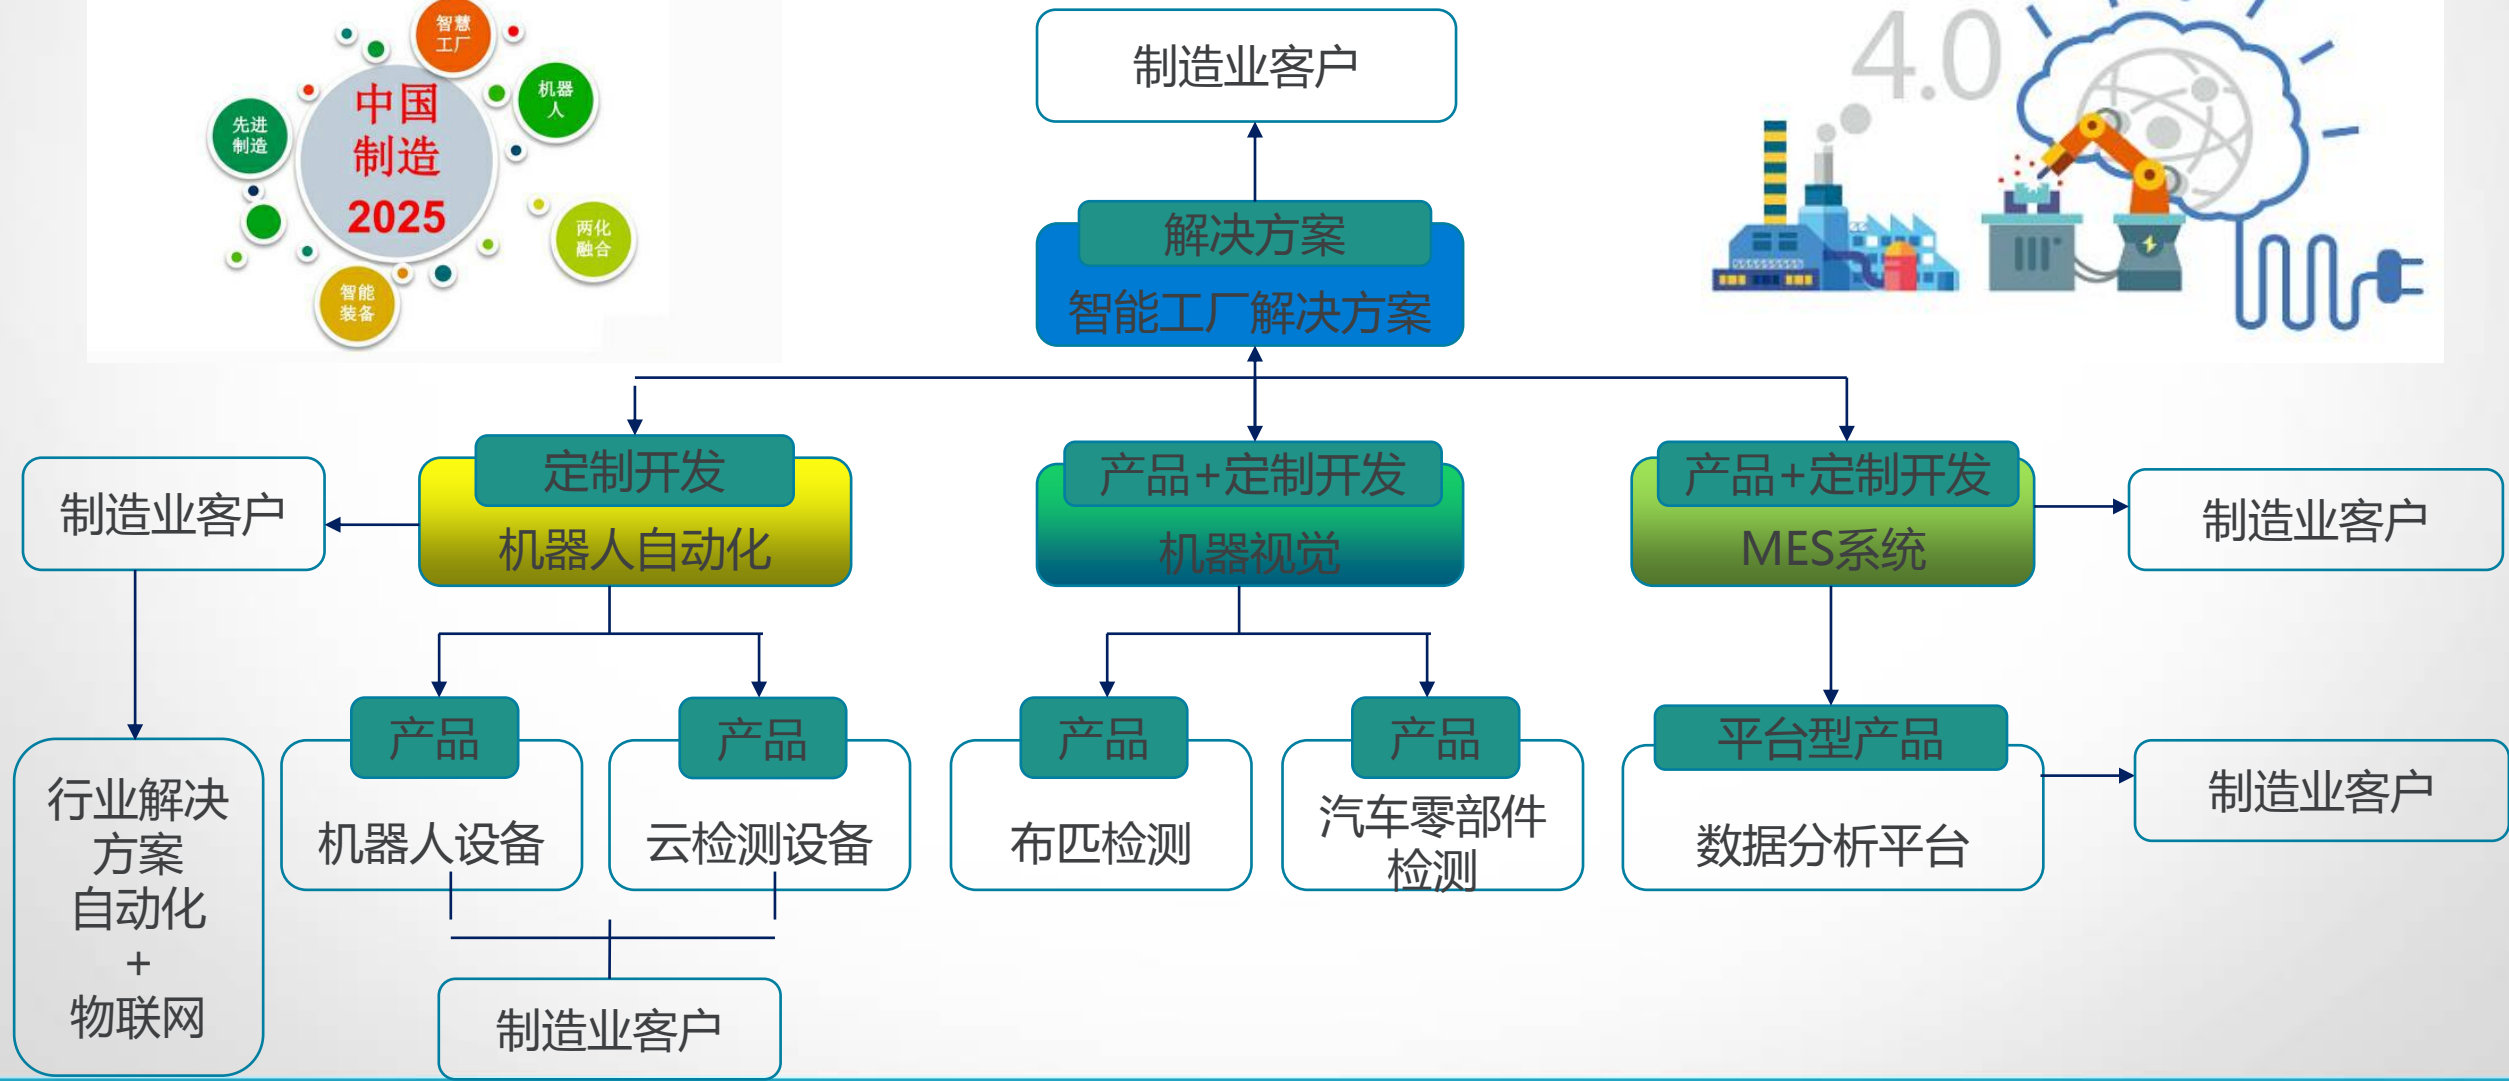 智慧
工厂
机器
人
先进
制造
中国
制造
2025
两化
融合
智能
装备
制造业客户
4.0
解决方案
智能工厂解决方案
定制开发
机器人自动化
产品+定制开发
机器视觉
产品+定制开发
MES系统
制造业客户
制造业客户
行业解决
方案
自动化
+
物联网
产品
机器人设备
产品
云检测设备
产品
布匹检测
产品
汽车零部件
检测
平台型产品
数据分析平台
制造业客户
制造业客户